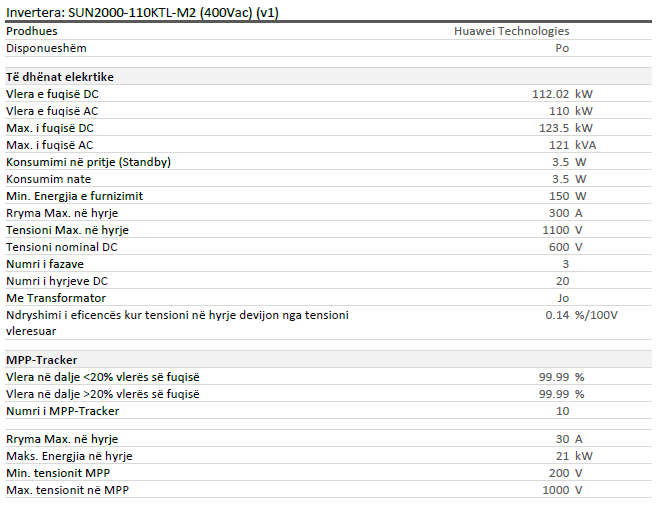 Invertera: SUN2000-110KTL-M2 (400Vac) (v1)
Prodhues Huawei Technologies
Disponueshëm Po
Të dhënat elekrtike
Vlera e fuqisë DC 112.02 kW
Vlera e fuqisë AC 110 kW
Max. i fuqisë DC 123.5 kW
Max. i fuqisë AC 121 kVA
Konsumimi në pritje (Standby) 3.5 W
Konsumim nate 3.5 W
Min. Energjia e furnizimit 150 W
Rryma Max. në hyrje 300 A
Tensioni Max. në hyrje 1100 V
Tensioni nominal DC 600 V
Numri i fazave 3
Numri i hyrjeve DC 20
Me Transformator Jo
Ndryshimi i eficencës kur tensioni në hyrje devijon nga tensioni 0.14 %/100V
vleresuar
MPP-Tracker
Vlera në dalje <20% vlerës së fuqisë 99.99 %
Vlera në dalje >20% vlerës së fuqisë 99.99 %
Numri i MPP-Tracker 10
Rryma Max. në hyrje 30 A
Maks. Energjia në hyrje 21 kW
Min. tensionit MPP 200 V
Max. tensionit në MPP 1000 V